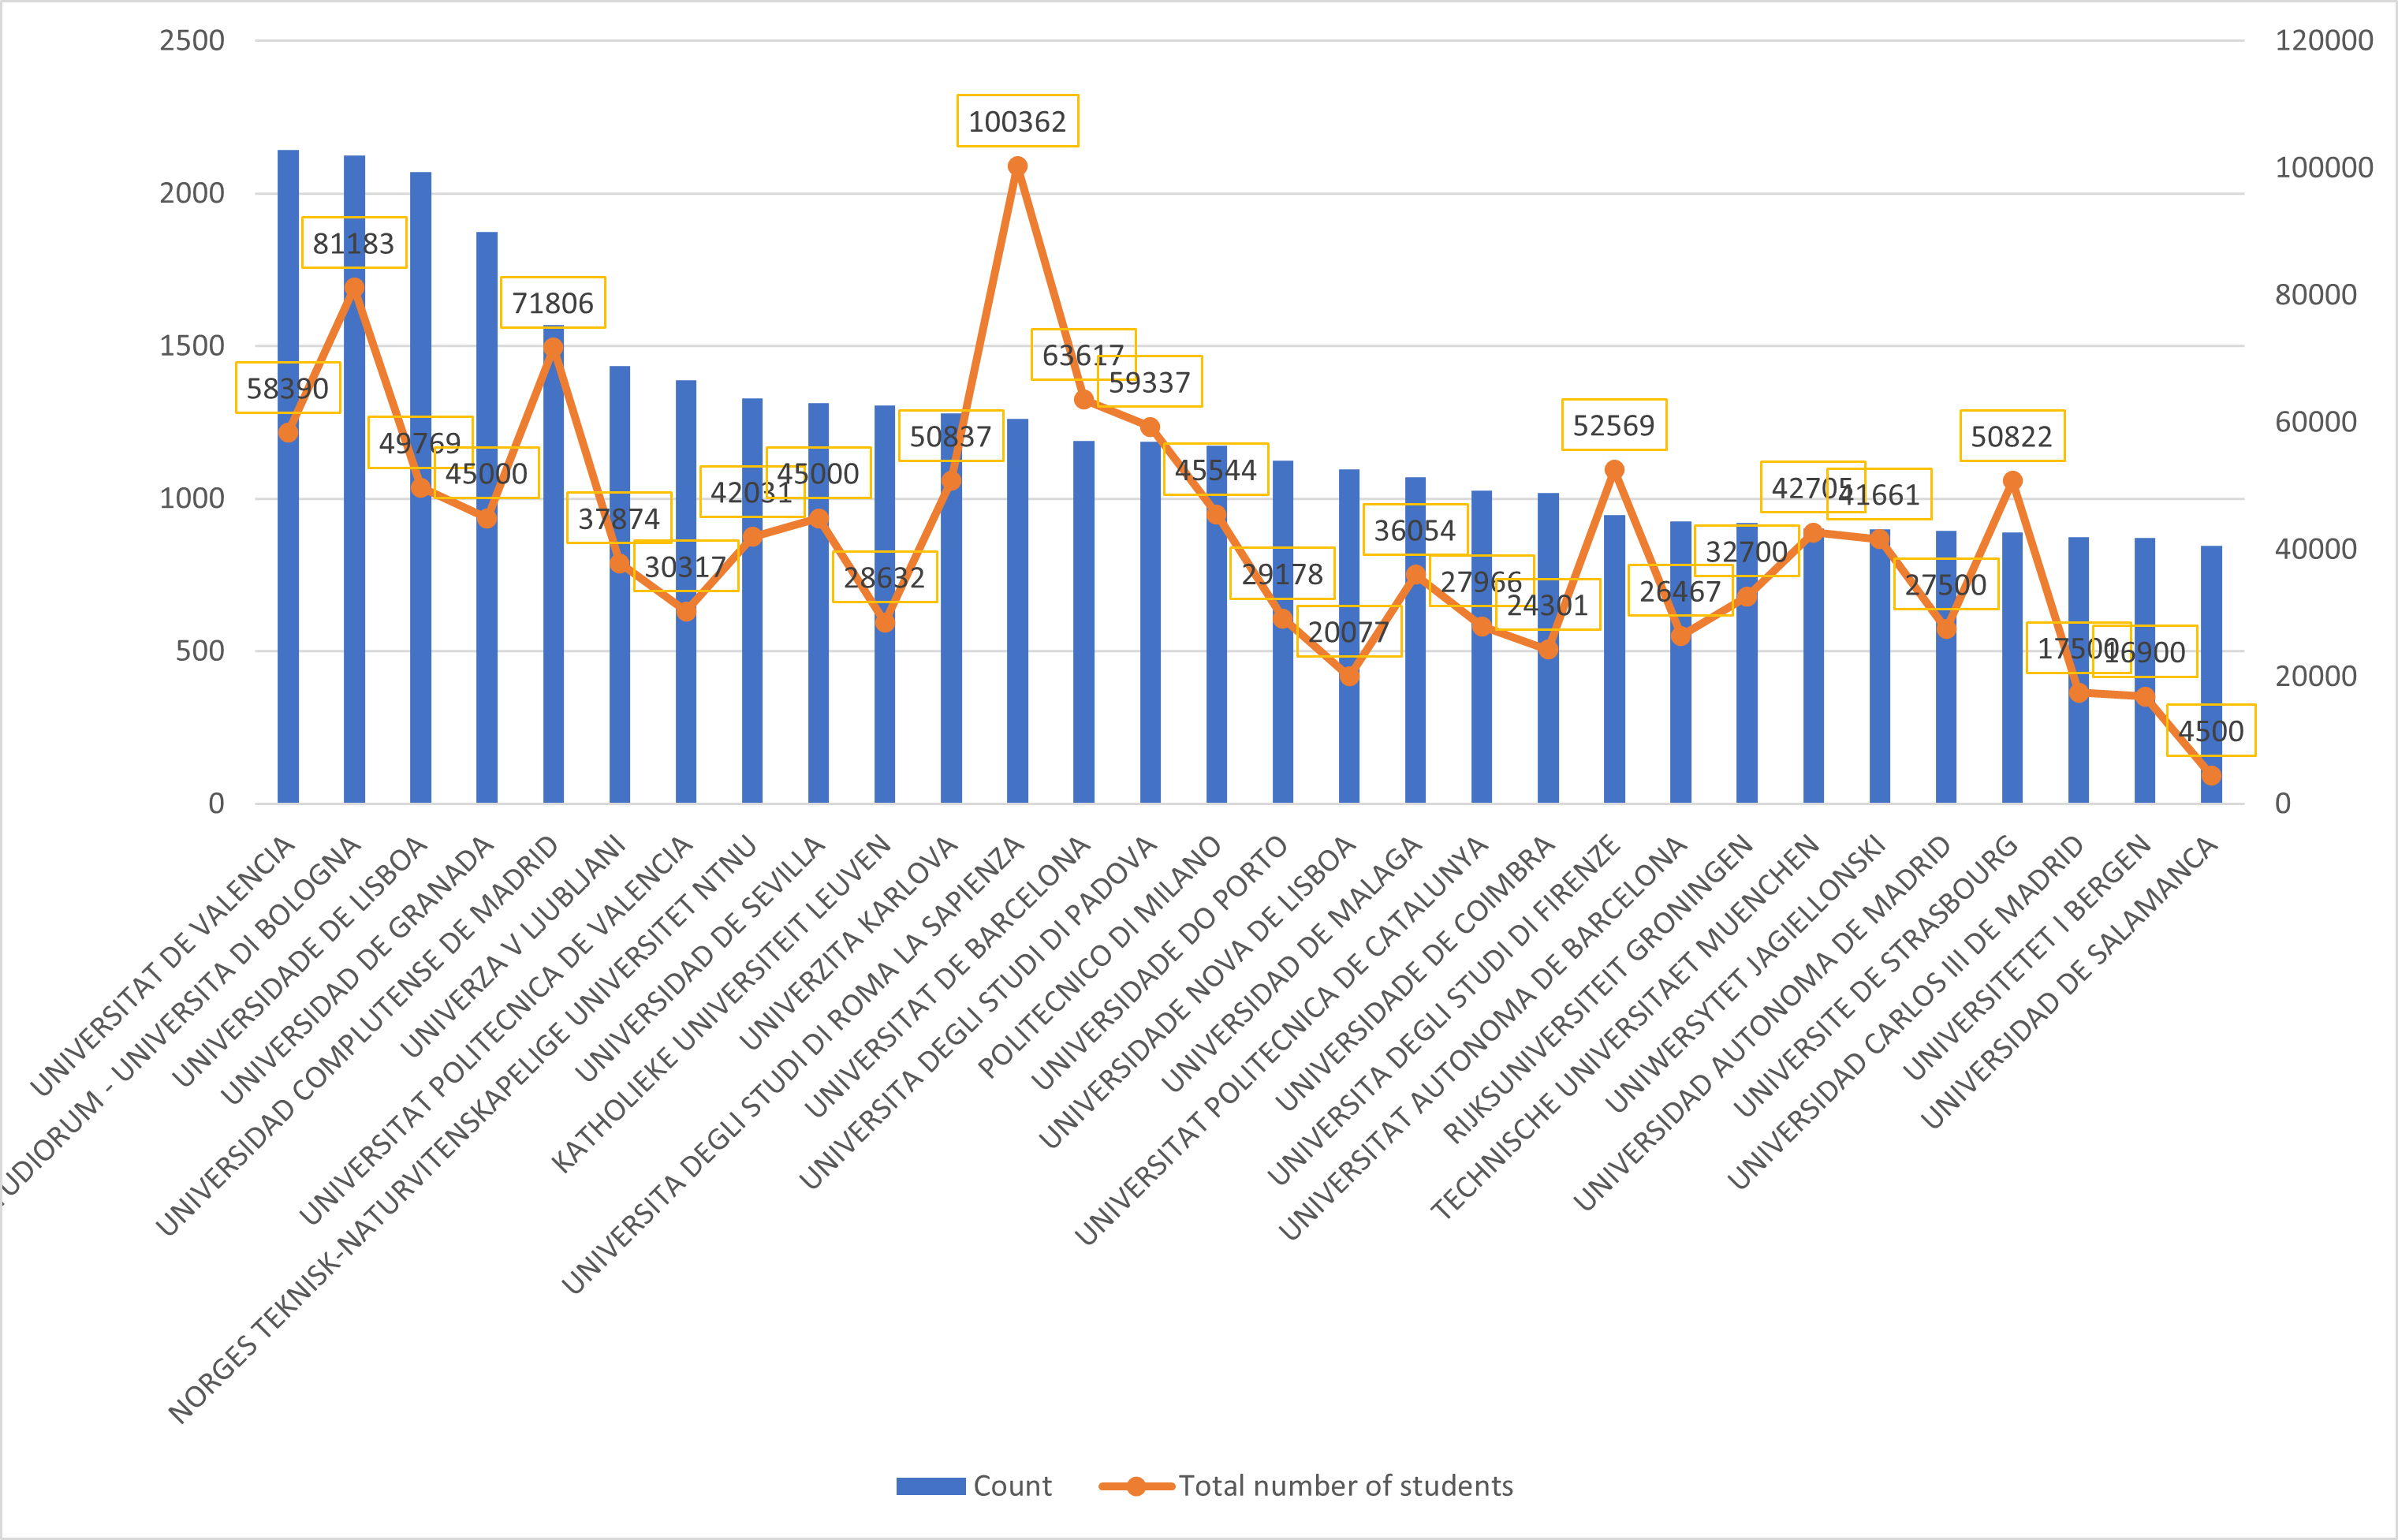 2500
2000
1500
1000
500
0
120000
100000
80000
60000
40000
20000
0
58390
81183
49769
45000
71806
37874
30317
42031
45000
28632
50837
100362
63617
59337
45544
29178
20077
36054
27966
24301
52569
26467
32700
42705
41661
27500
50822
17500
16900
4500
UNIVERSITAT DE VALENCIA
UDIORUM - UNIVERSITA DI BOLOGNA
UNIVERSIDADE DE LISBOA
UNIVERSIDAD DE GRANADA
UNIVERSIDAD COMPLUTENSE DE MADRID
UNIVERZA V LJUBLJANI
UNIVERSITAT POLITECNICA DE VALENCIA
NORGES TEKNISK-NATURVITENSKAPELIGE UNIVERSITET NTNU
UNIVERSIDAD DE SEVILLA
KATHOLIEKE UNIVERSITEIT LEUVEN
UNIVERZITA KARLOVA
UNIVERSITA DEGLI STUDI DI ROMA LA SAPIENZA
UNIVERSITAT DE BARCELONA
UNIVERSITA DEGLI STUDI DI PADOVA
POLITECNICO DI MILANO
UNIVERSIDADE DO PORTO
UNIVERSIDADE NOVA DE LISBOA
UNIVERSIDAD DE MALAGA
UNIVERSITAT POLITECNICA DE CATALUNYA
UNIVERSIDADE DE COIMBRA
UNIVERSITA DEGLI STUDI DI FIRENZE
UNIVERSITAT AUTONOMA DE BARCELONA
RIJKSUNIVERSITEIT GRONINGEN
TECHNISCHE UNIVERSITAET MUENCHEN
UNIWERSYTET JAGIELLONSKI
UNIVERSIDAD AUTONOMA DE MADRID
UNIVERSITE DE STRASBOURG
UNIVERSIDAD CARLOS III DE MADRID
UNIVERSITETET I BERGEN
UNIVERSIDAD DE SALAMANCA
Count
Total number of students